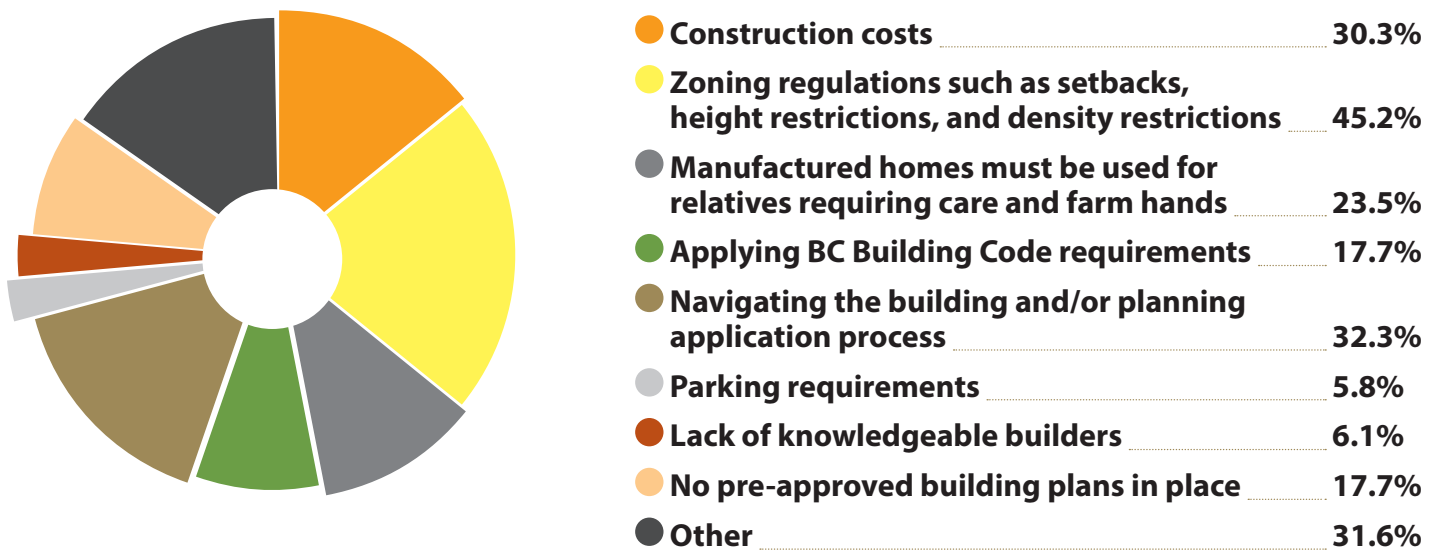 Construction costs 30.3%
Zoning regulations such as setbacks,
height restrictions, and density restrictions 45.2%
Manufactured homes must be used for
relatives requiring care and farm hands 23.5%
Applying BC Building Code requirements 17.7%
Navigating the building and/or planning
application process 32.3%
Parking requirements 5.8%
Lack of knowledgeable builders 6.1%
No pre-approved building plans in place 17.7%
Other 31.6%